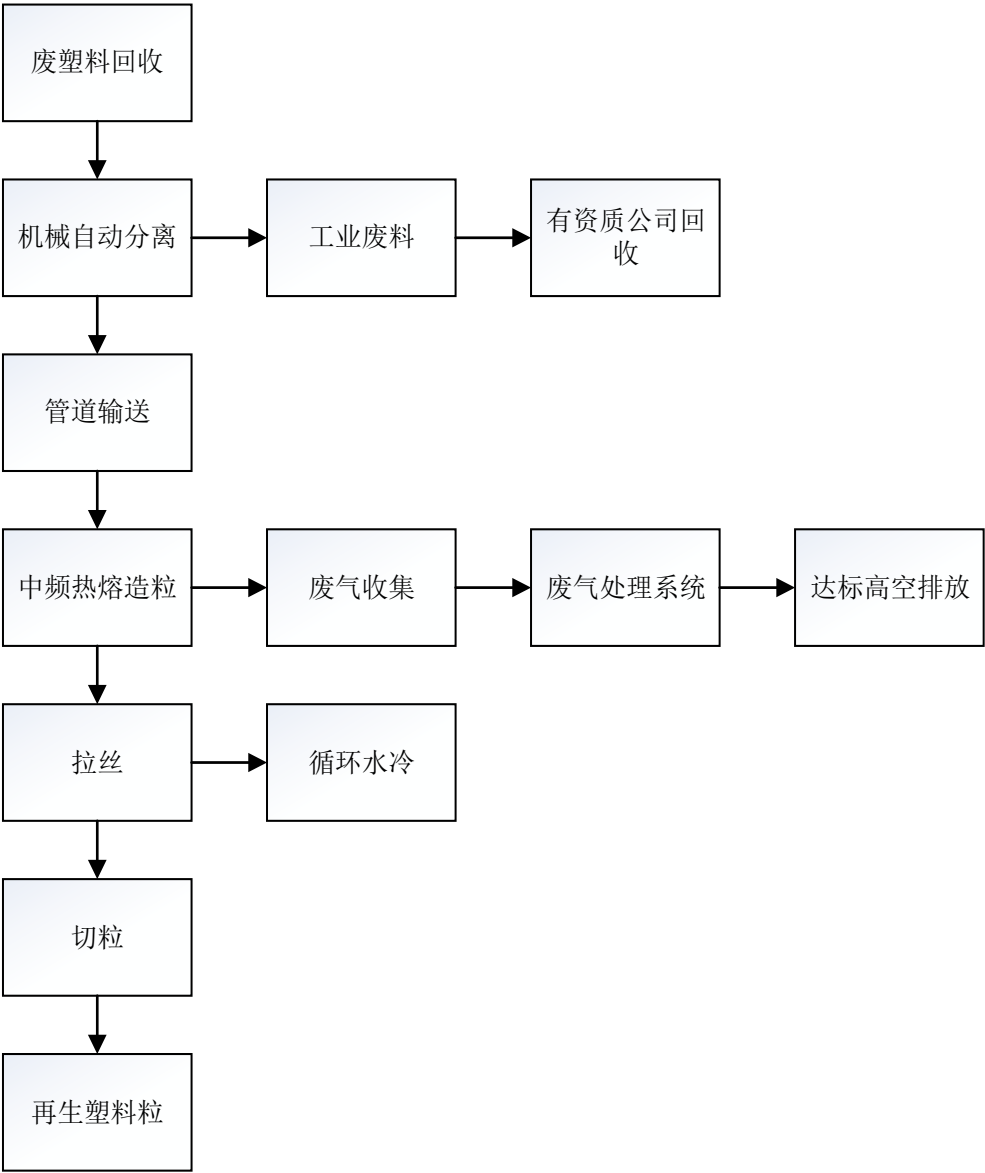 废塑料回收
机械自动分离
工业废料
有资质公司回
收
管道输送
中频热熔造粒
废气收集
废气处理系统
达标高空排放
拉丝
循环水冷
切粒
再生塑料粒